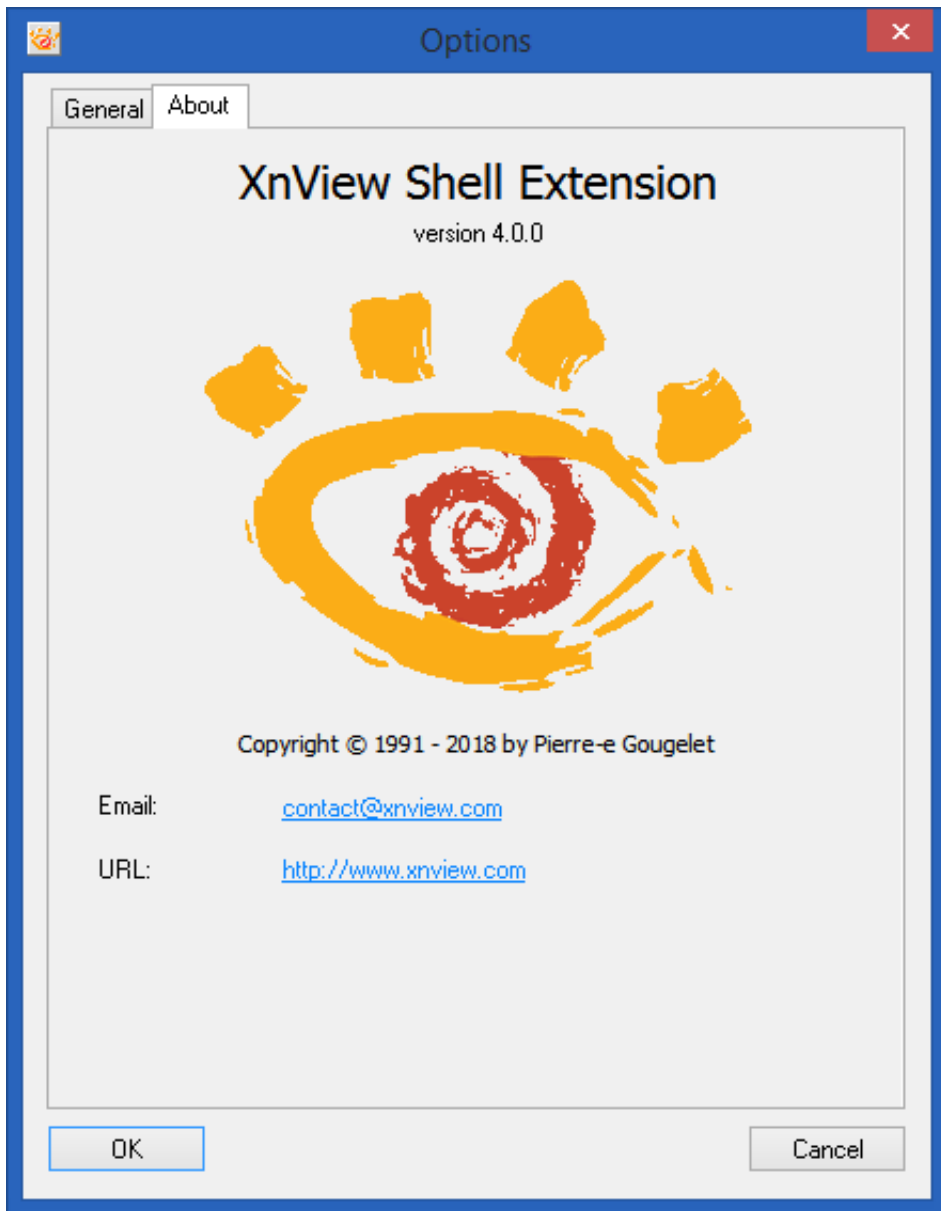 Options
General About
XnView Shell Extension
version 4.0.0
Copyright © 1991 - 2018 by Pierre-e Gougelet
Email: contact@xnview.com
URL: http://www.xnview.com
OK Cancel